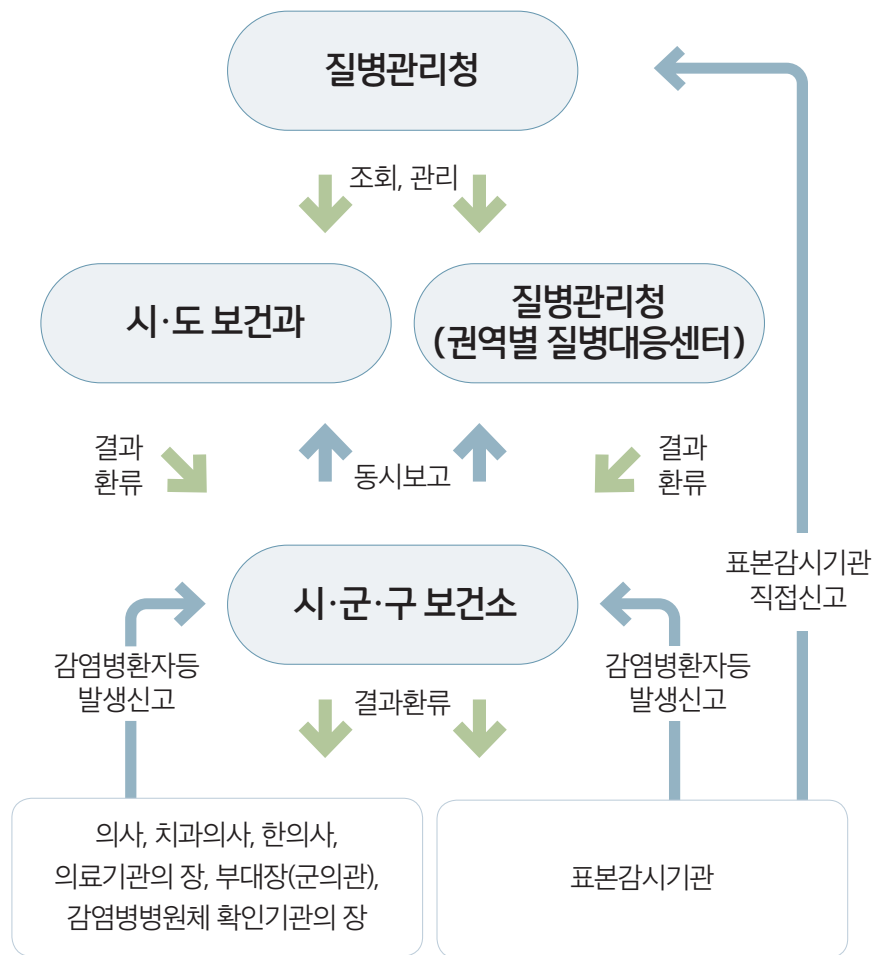 질병관리청
조회, 관리
시·도 보건과
질병관리청
(권역별 질병대응센터)
결과
환류
동시보고
결과
환류
표본감시기관
직접신고
시·군·구 보건소
감염병환자등
발생신고
감염병환자등
발생신고
결과환류
의사, 치과의사, 한의사,
의료기관의 장, 부대장(군의관),
감염병병원체 확인기관의 장
표본감시기관